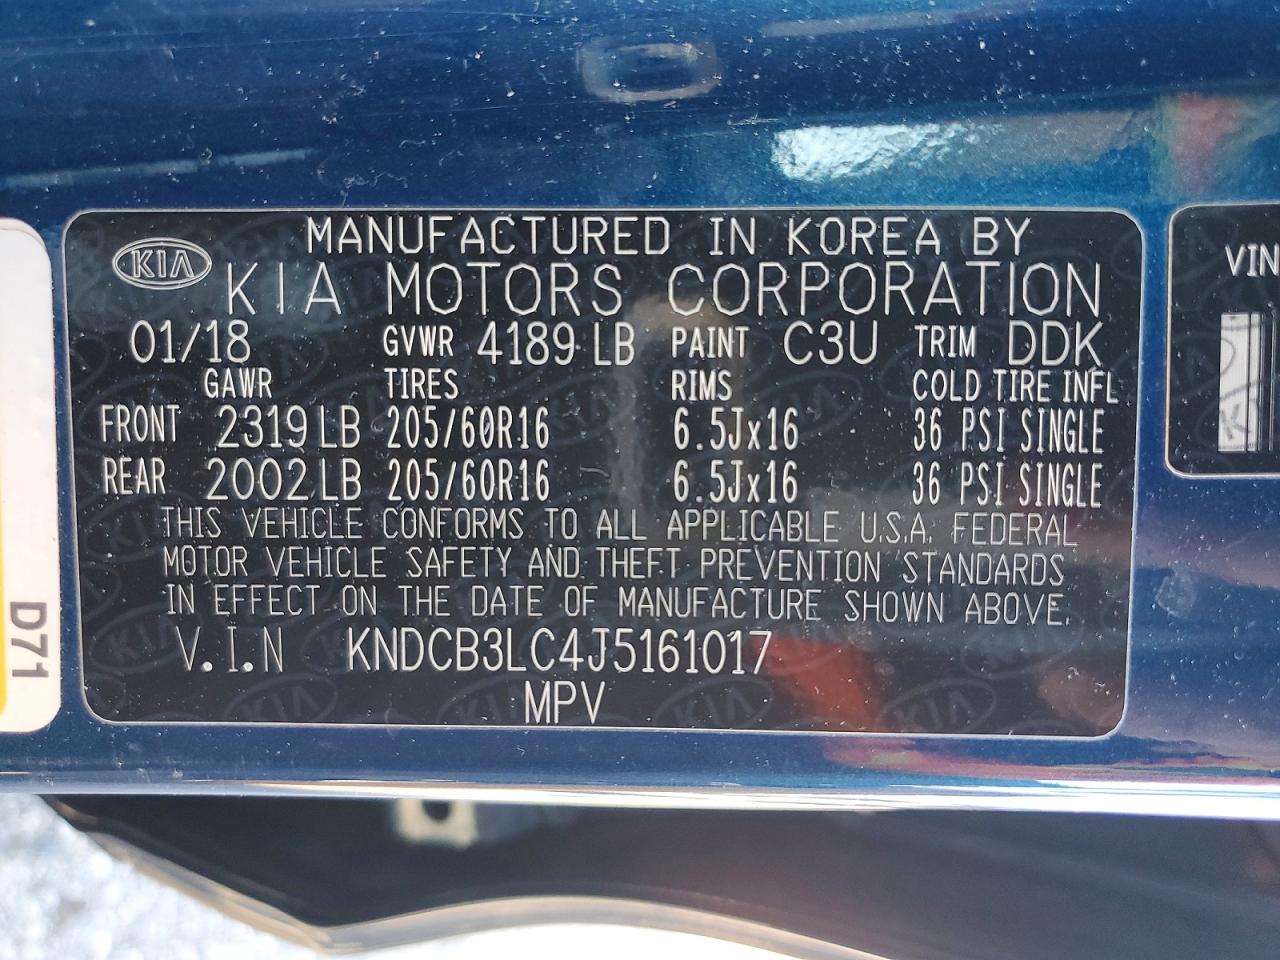 MANUFACTURED IN KOREA BY
KIA KIA MOTORS CORPORATION
01/18 GVWR 4189 LB PAINT C3U TRIM DDK
GAWR TIRES RIMS COLD TIRE INFL
FRONT 2319 LB 205/60R16 6.5Jx16 36 PSI SINGLE
REAR 2002 LB 205/60R16 6.5Jx16 36 PSI SINGLE
THIS VEHICLE CONFORMS TO ALL APPLICABLE U.S.A. FEDERAL
MOTOR VEHICLE SAFETY AND THEFT PREVENTION STANDARDS
IN EFFECT ON THE DATE OF MANUFACTURE SHOWN ABOVE.
V.I.N KNDCB3LC4J5161017
MPV
D71
VIN